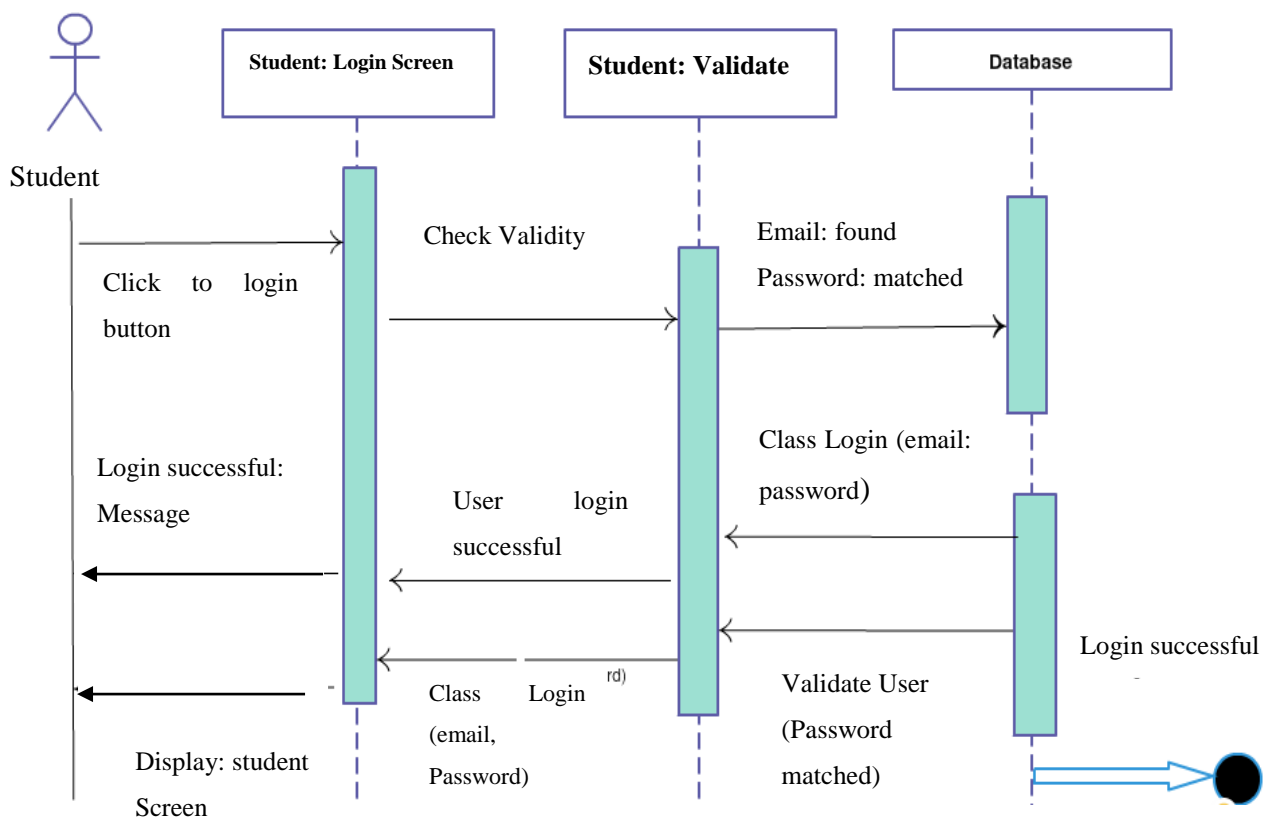 Student: Login Screen
Student: Validate
Database
Student
Check Validity
Email: found
Password: matched
Click to login
button
Class Login (email:
password)
Login successful:
Message
User login
successful
Login successful
rd)
Class Login
(email,
Password)
Validate User
(Password
matched)
Display: student
Screen